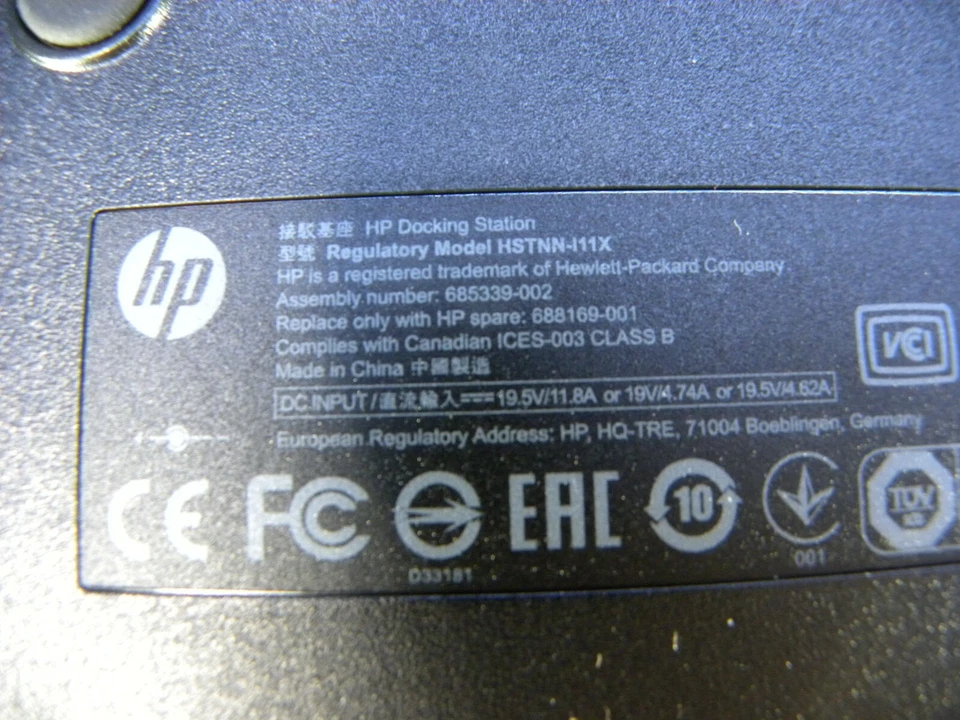 hp
接駁基座 HP Docking Station
型號 Regulatory Model HSTNN-I11X
HP is a registered trademark of Hewlett-Packard Company
Assembly number: 685339-002
Replace only with HP spare: 688169-001
Complies with Canadian ICES-003 CLASS B
Made in China 中國製造
VCI
DC INPUT/直流輸入 ⎓ 19.5V/11.8A or 19V/4.74A or 19.5V/4.62A
European Regulatory Address: HP, HQ-TRE, 71004 Boeblingen, Germany
CE FC EAC 10 TÜV
D33181
001